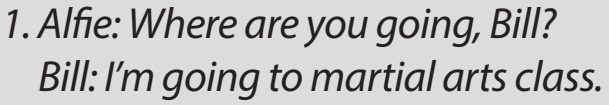 1. Alfie: Where are you going, Bill?
Bill: I'm going to martial arts class.